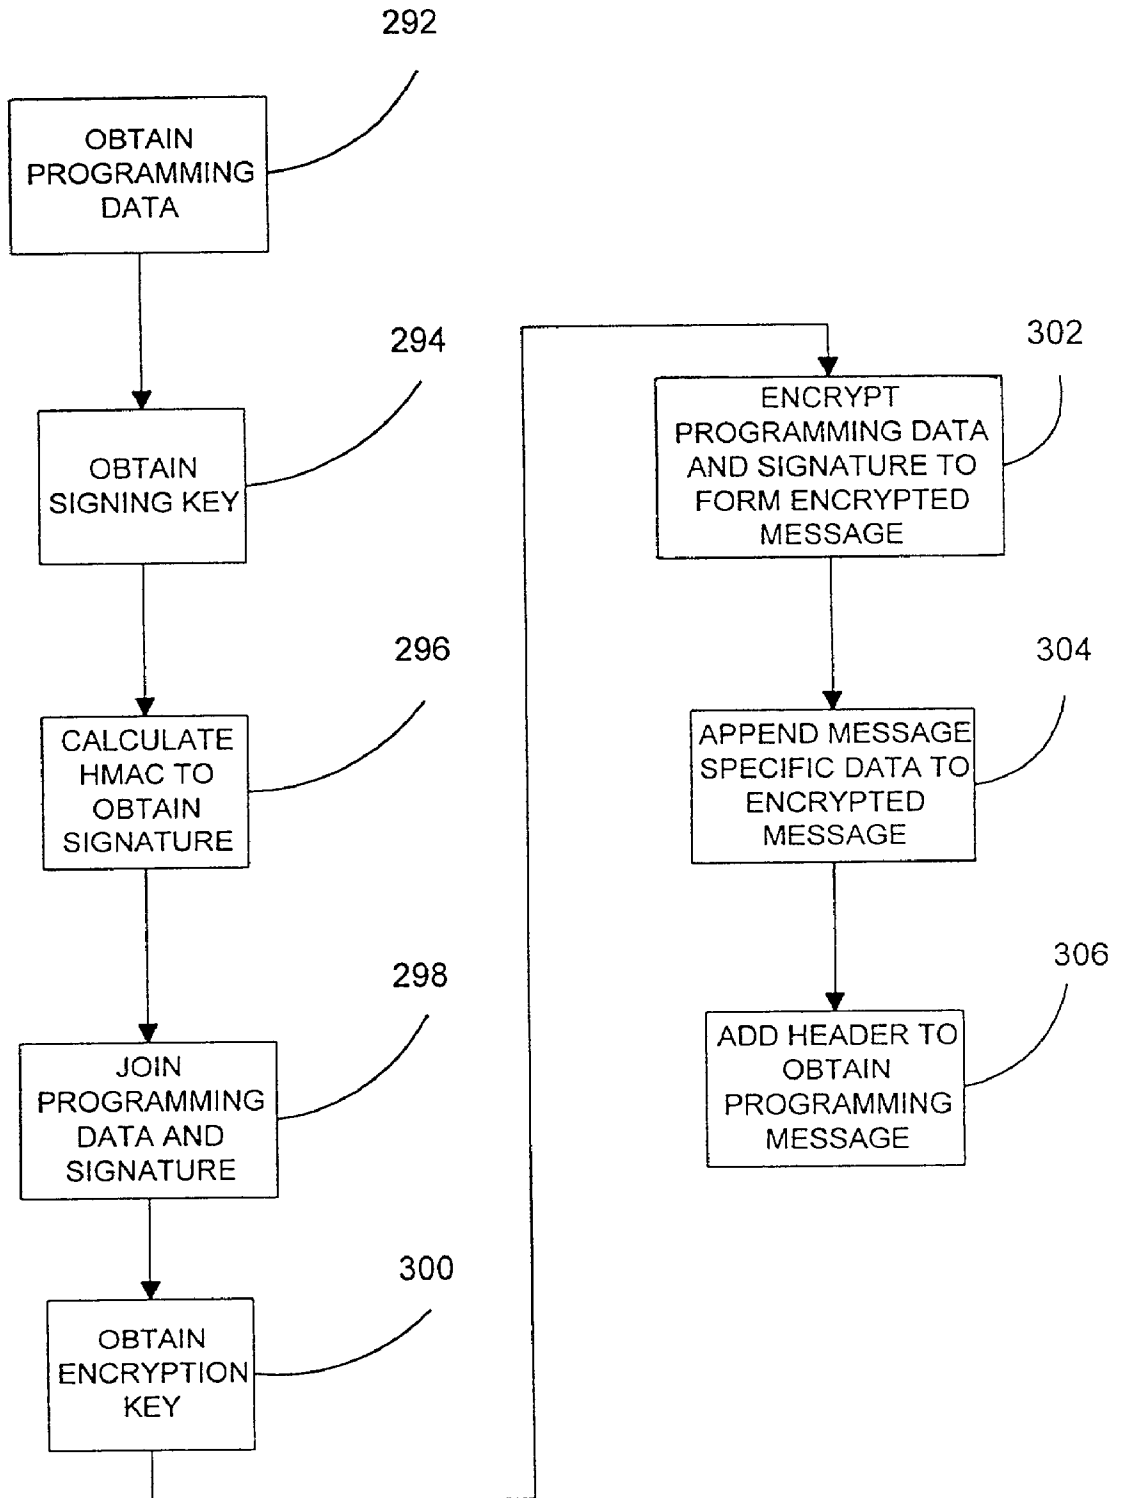 292
OBTAIN
PROGRAMMING
DATA
294
OBTAIN
SIGNING KEY
296
CALCULATE
HMAC TO
OBTAIN
SIGNATURE
298
JOIN
PROGRAMMING
DATA AND
SIGNATURE
300
OBTAIN
ENCRYPTION
KEY
302
ENCRYPT
PROGRAMMING DATA
AND SIGNATURE TO
FORM ENCRYPTED
MESSAGE
304
APPEND MESSAGE
SPECIFIC DATA TO
ENCRYPTED
MESSAGE
306
ADD HEADER TO
OBTAIN
PROGRAMMING
MESSAGE